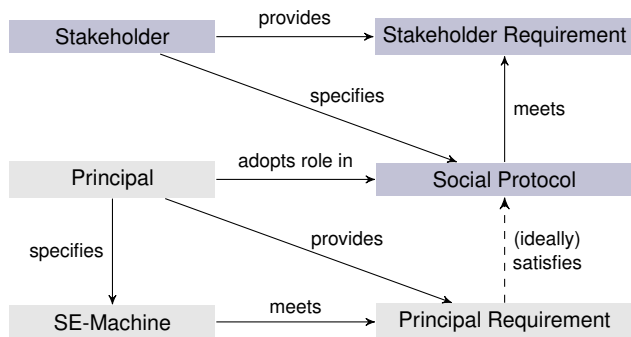 provides
Stakeholder
Stakeholder Requirement
specifies
meets
adopts role in
Principal
Social Protocol
specifies
provides
(ideally)
satisfies
meets
SE-Machine
Principal Requirement